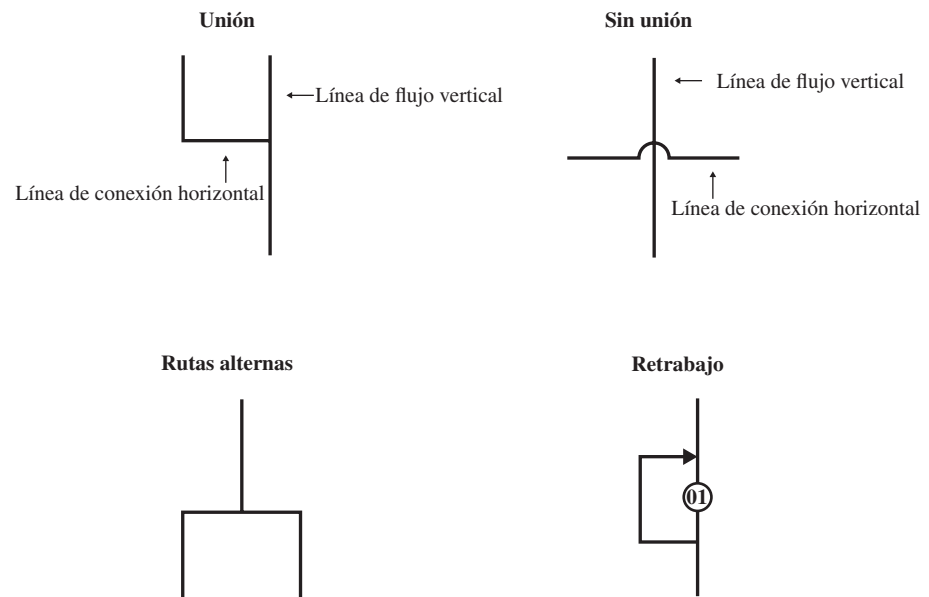 Unión
Sin unión
Línea de flujo vertical
Línea de flujo vertical
Línea de conexión horizontal
Línea de conexión horizontal
Rutas alternas
Retrabajo
01